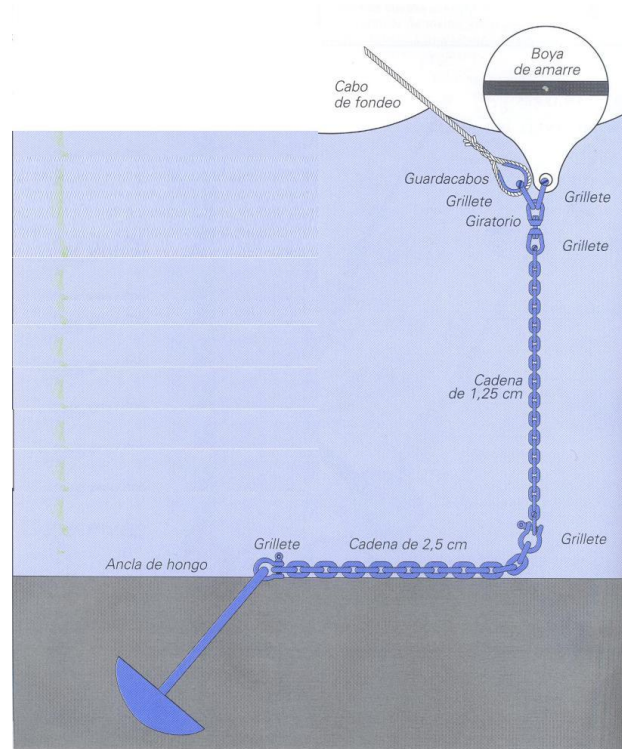 Boya
de amarre
Cabo
de fondeo
Guardacabos
Grillete
Grillete
Giratorio
Grillete
Cadena
de 1,25 cm
Grillete
Cadena de 2,5 cm
Grillete
Ancla de hongo